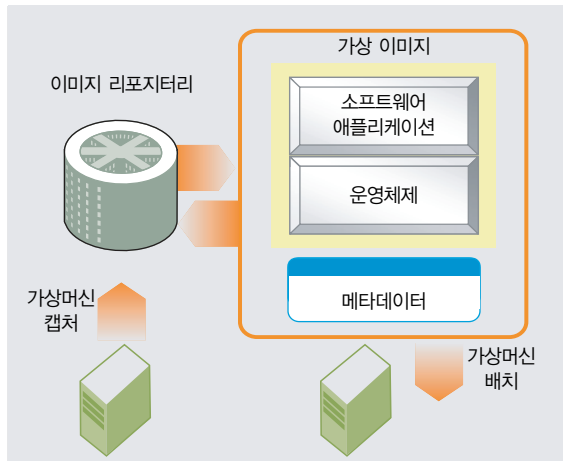 가상 이미지
이미지 리포지터리
소프트웨어
애플리케이션
운영체제
메타데이터
가상머신
캡처
가상머신
배치